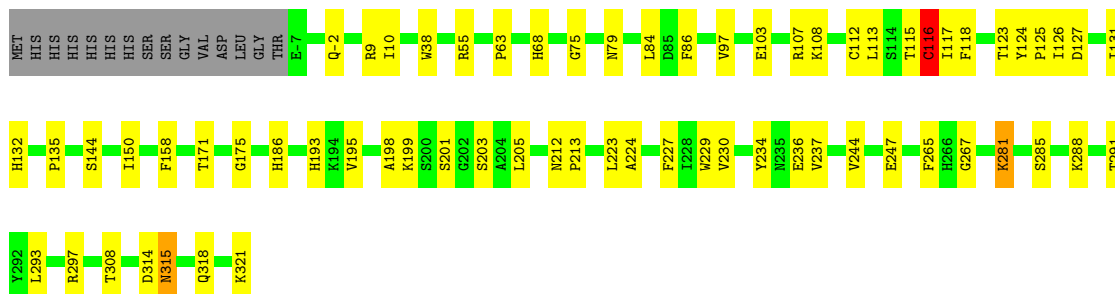 MET HIS HIS HIS HIS HIS HIS SER SER GLY VAL ASP LEU GLY THR E-7 Q-2 R9 I10 W38 R55 P63 H68 G75 N79 L84 D85 F86 V97 E103 R107 K108 C112 L113 S114 T115 C116 I117 F118 T123 Y124 P125 I126 D127 I131
H132 P135 S144 I150 F158 T171 G175 H186 H193 K194 V195 A198 K199 S200 S201 G202 S203 A204 L205 N212 P213 L223 A224 F227 I228 W229 V230 Y234 N235 E236 V237 V244 E247 F265 H266 G267 K281 S285 K288 T291
Y292 L293 R297 T308 D314 N315 Q318 K321